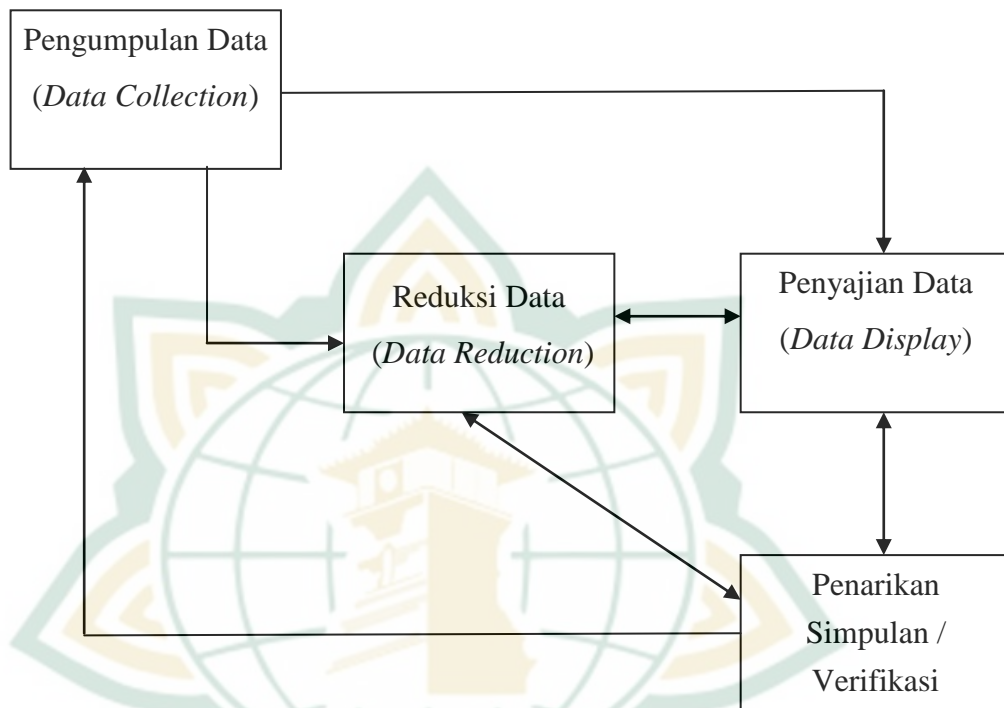 Pengumpulan Data
(Data Collection)
Reduksi Data
(Data Reduction)
Penyajian Data
(Data Display)
Penarikan
Simpulan /
Verifikasi